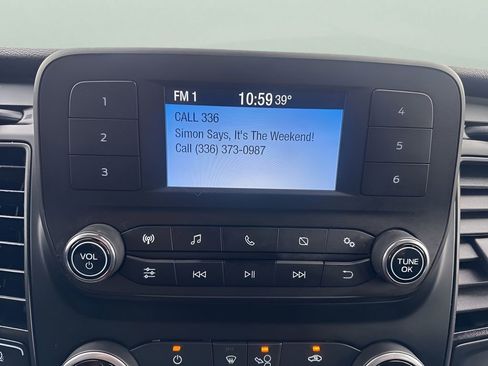 FM 1 10:59 39°
CALL 336
Simon Says, It's The Weekend!
Call (336) 373-0987
1
2
3
4
5
6
VOL
TUNE
OK